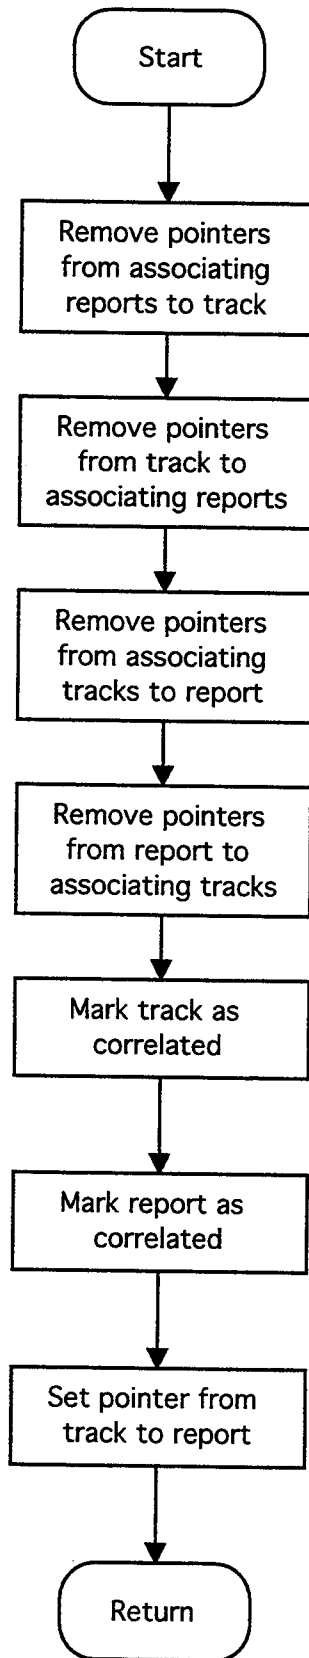 Start
Remove pointers
from associating
reports to track
Remove pointers
from track to
associating reports
Remove pointers
from associating
tracks to report
Remove pointers
from report to
associating tracks
Mark track as
correlated
Mark report as
correlated
Set pointer from
track to report
Return